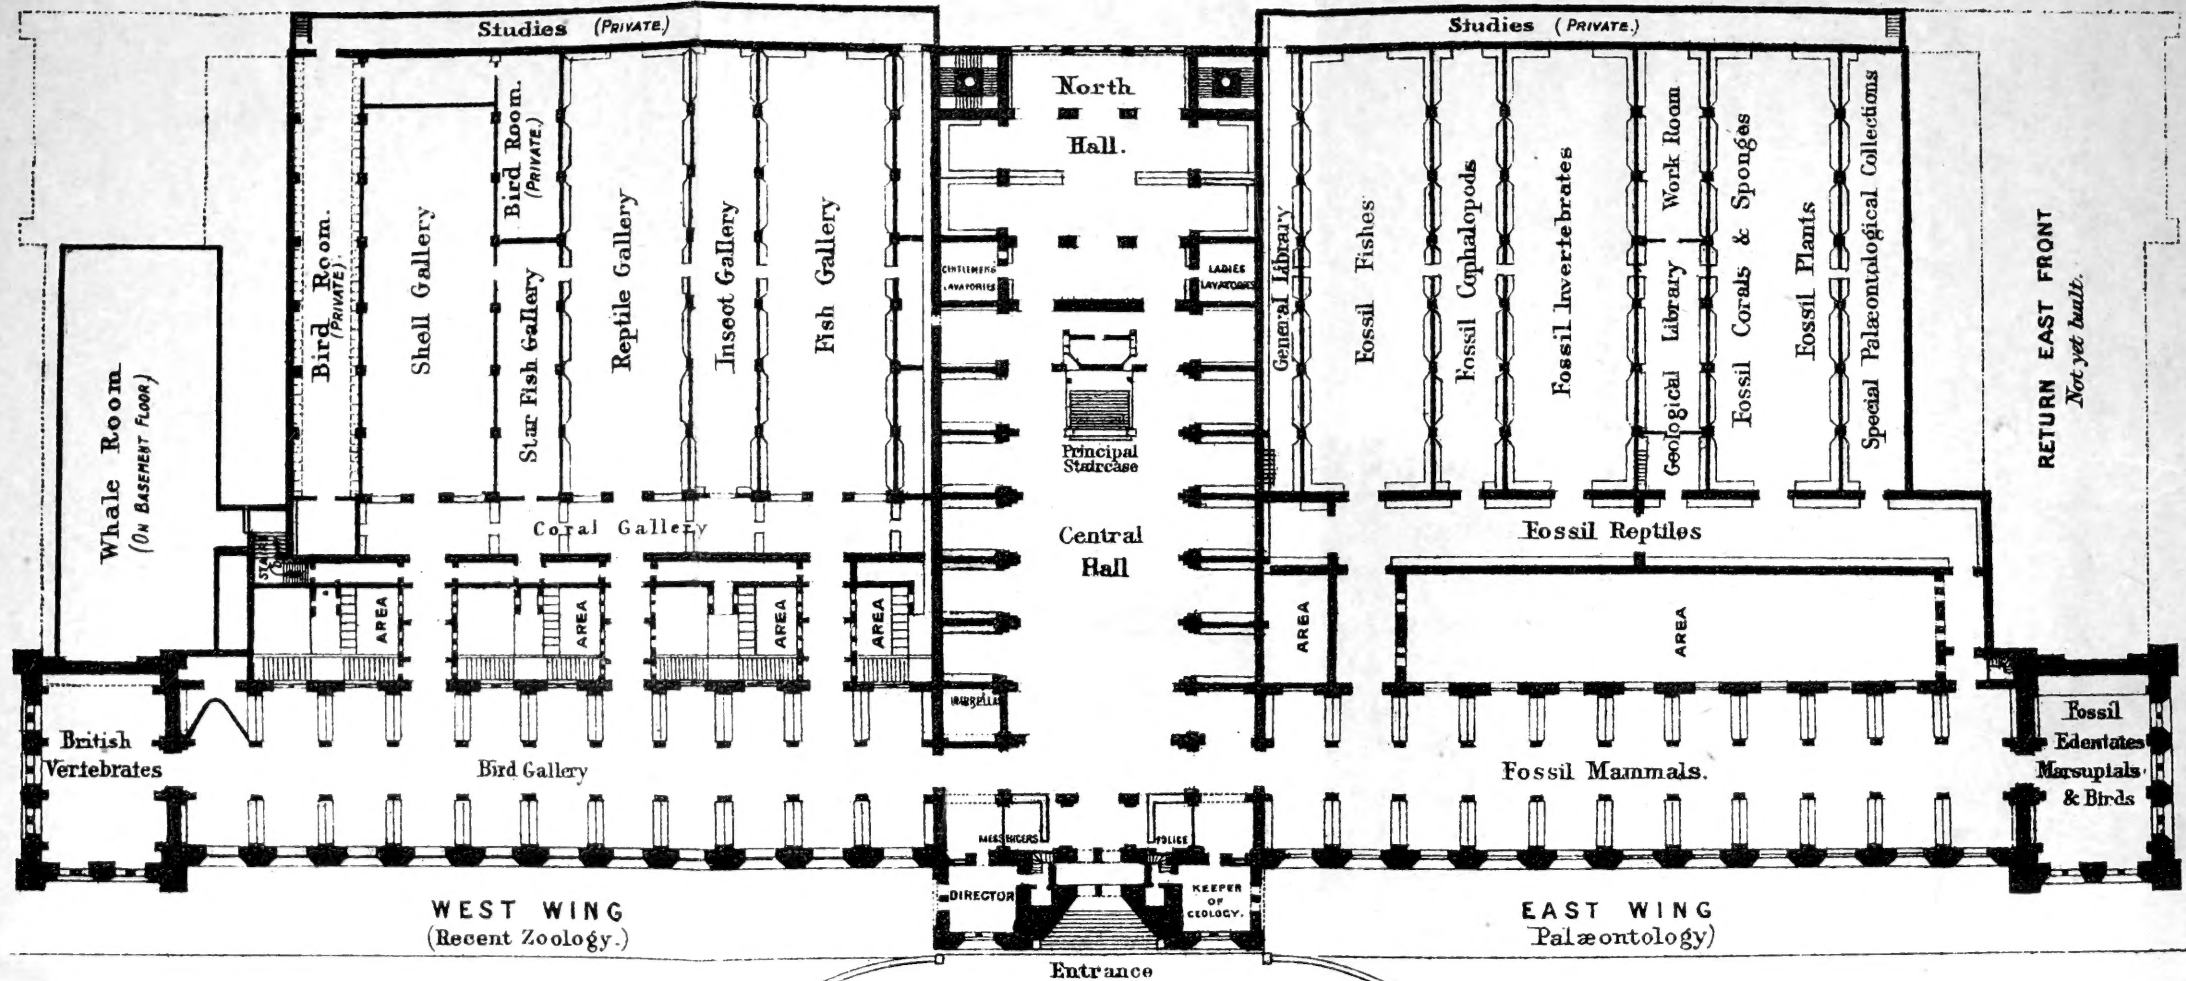 Studies (PRIVATE.)
Studies (PRIVATE.)
North
Hall.
Bird Room.
(PRIVATE.)
Shell Gallery
Bird Room.
(PRIVATE.)
Star Fish Gallery
Reptile Gallery
Insect Gallery
Fish Gallery
GENTLEMENS
LAVATORIES
LADIES
LAVATORIES
General Library
Fossil Fishes
Fossil Cephalopods
Fossil Invertebrates
Work Room
Geological Library
Fossil Corals & Sponges
Fossil Plants
Special Palæontological Collections
RETURN EAST FRONT
Not yet built.
Whale Room
(ON BASEMENT FLOOR)
Principal
Staircase
Coral Gallery
Central
Hall
Fossil Reptiles
AREA
AREA
AREA
AREA
AREA
AREA
UMBRELLAS
British
Vertebrates
Bird Gallery
Fossil Mammals.
Fossil
Edentates
Marsupials
& Birds
MESSENGERS
POLICE
DIRECTOR
KEEPER
OF
GEOLOGY.
WEST WING
(Recent Zoology.)
EAST WING
Palæontology)
Entrance